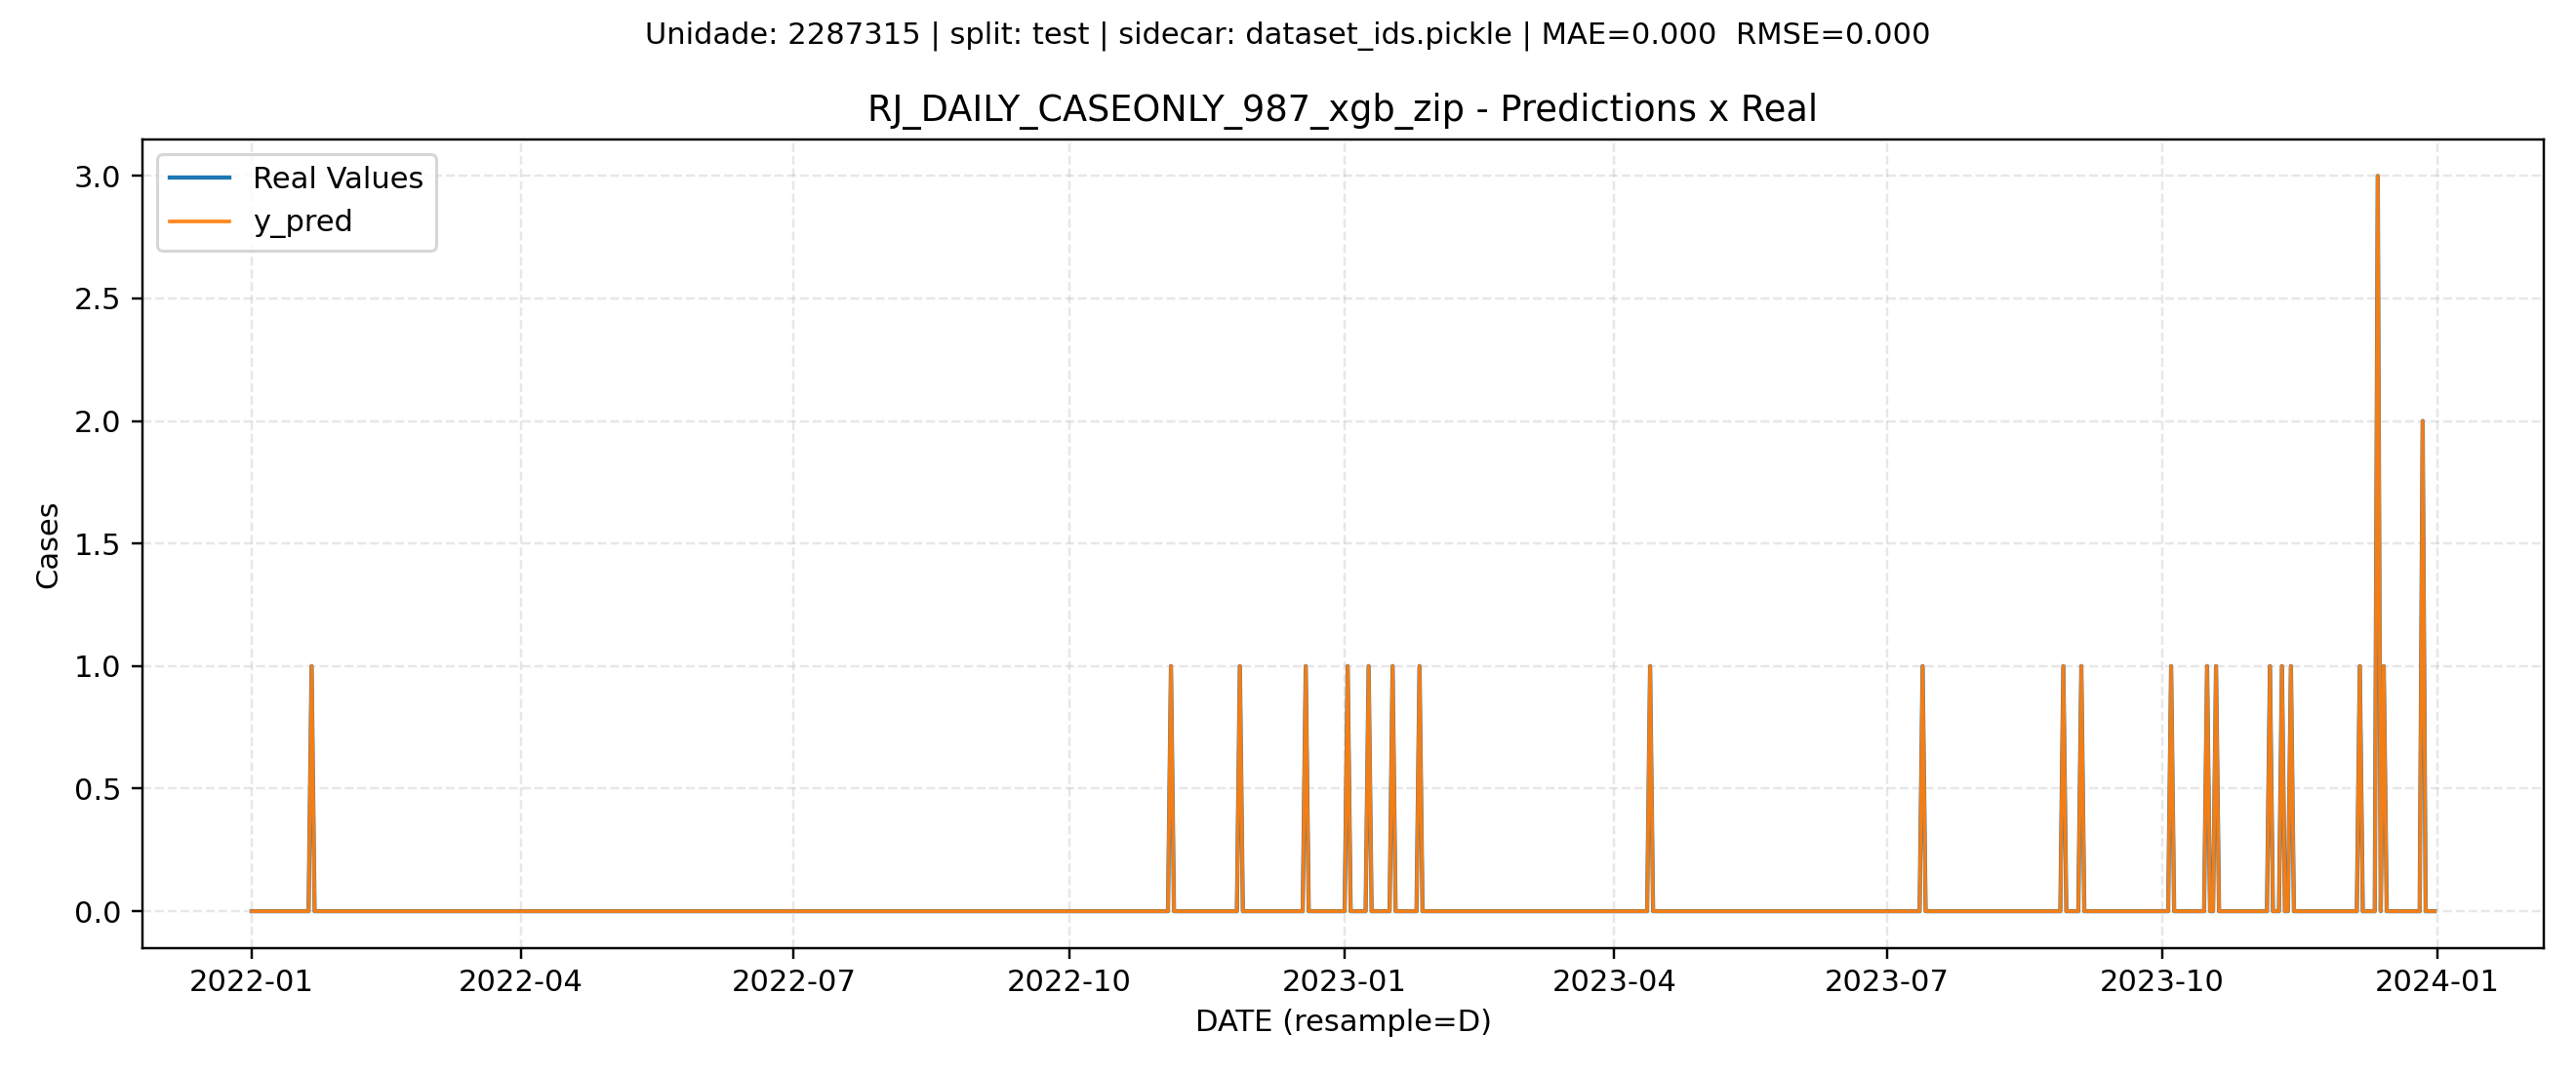 Unidade: 2287315 | split: test | sidecar: dataset_ids.pickle | MAE=0.000  RMSE=0.000
RJ_DAILY_CASEONLY_987_xgb_zip - Predictions x Real
Real Values
y_pred
3.0
2.5
2.0
1.5
1.0
0.5
0.0
Cases
2022-01 2022-04 2022-07 2022-10 2023-01 2023-04 2023-07 2023-10 2024-01
DATE (resample=D)